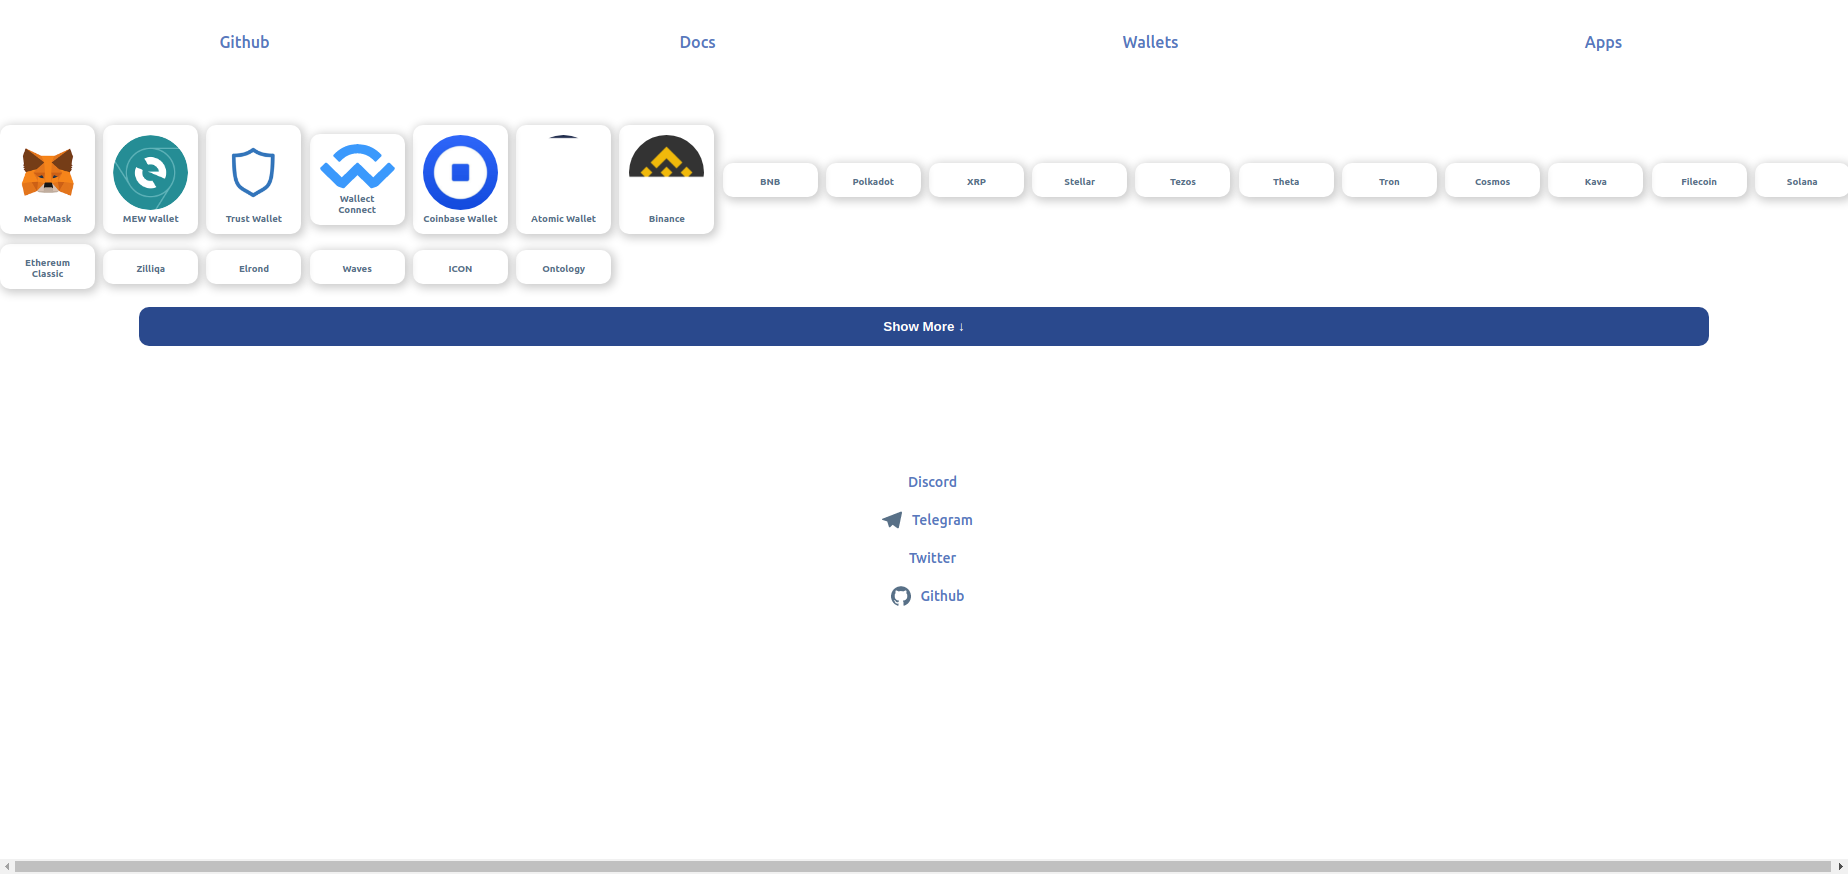 Github
Docs
Wallets
Apps
MetaMask
MEW Wallet
Trust Wallet
Wallect
Connect
Coinbase Wallet
Atomic Wallet
Binance
BNB
Polkadot
XRP
Stellar
Tezos
Theta
Tron
Cosmos
Kava
Filecoin
Solana
Ethereum
Classic
Zilliqa
Elrond
Waves
ICON
Ontology
Show More ↓
Discord
Telegram
Twitter
Github